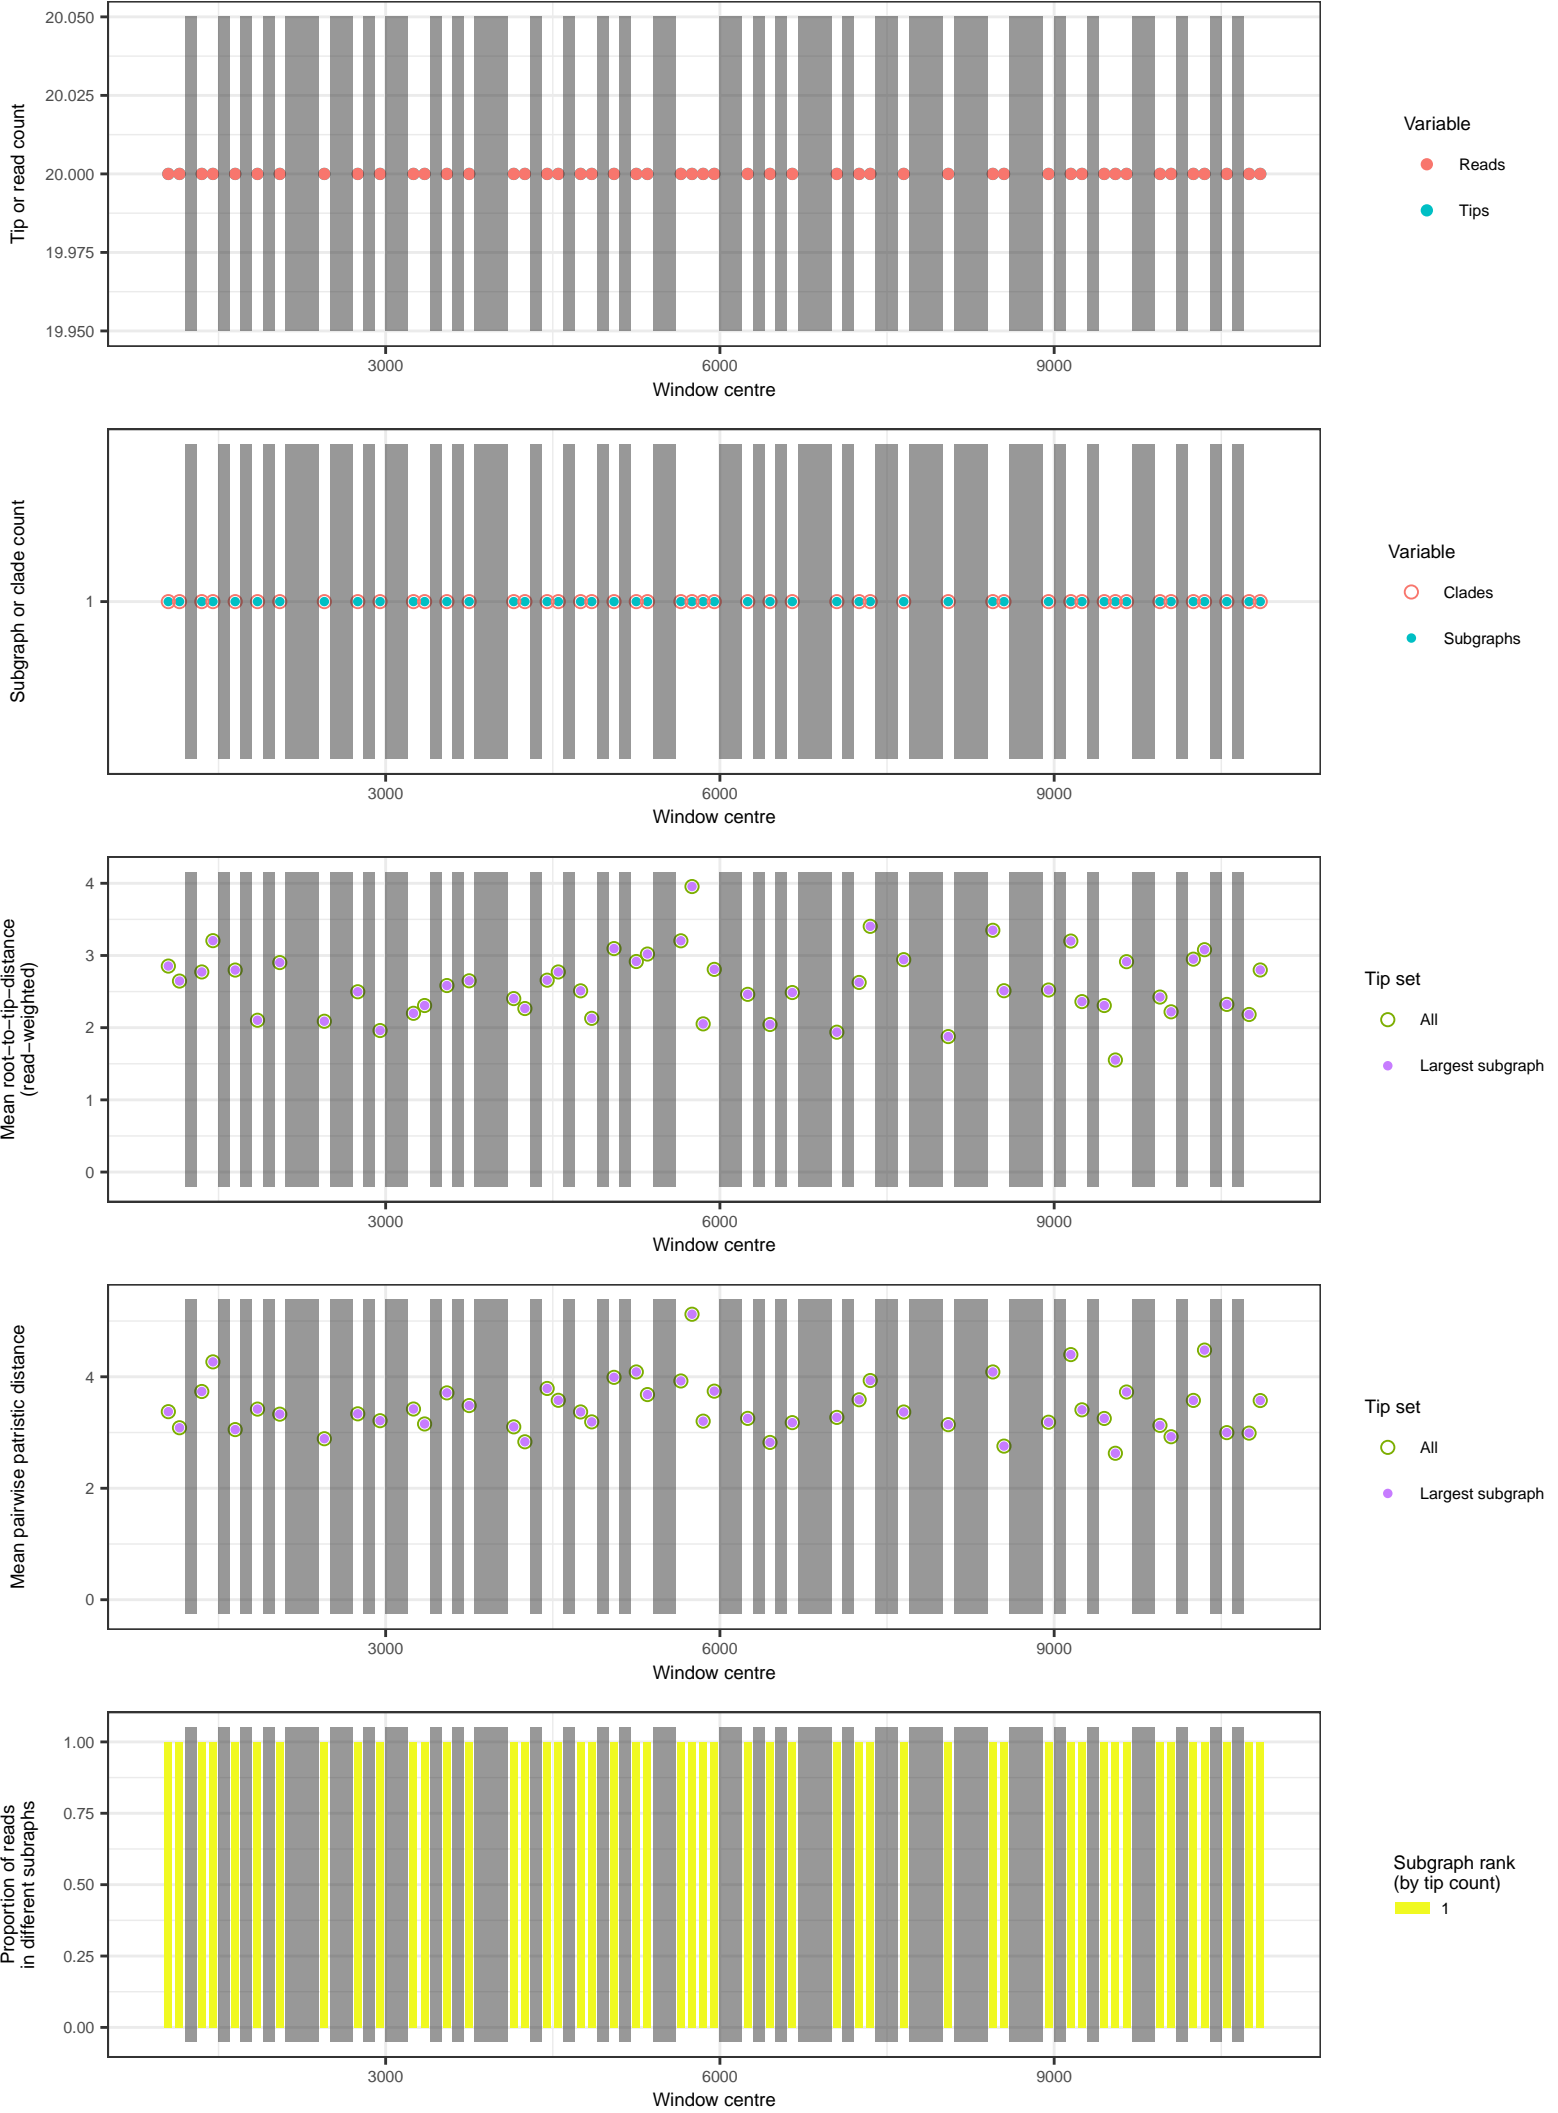 20.050
20.025
20.000
19.975
19.950
Tip or read count
3000
6000
9000
Window centre
Variable
Reads
Tips
1
Subgraph or clade count
3000
6000
9000
Window centre
Variable
Clades
Subgraphs
4
3
2
1
0
Mean root−to−tip−distance
(read−weighted)
3000
6000
9000
Window centre
Tip set
All
Largest subgraph
4
2
0
Mean pairwise patristic distance
3000
6000
9000
Window centre
Tip set
All
Largest subgraph
1.00
0.75
0.50
0.25
0.00
Proportion of reads
in different subraphs
3000
6000
9000
Window centre
Subgraph rank
(by tip count)
1